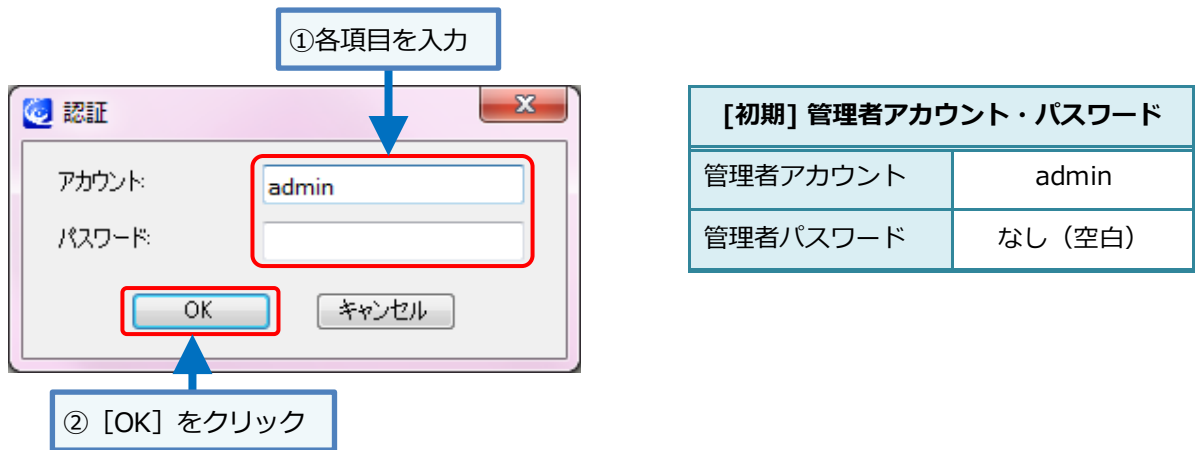 ①各項目を入力
認証
アカウント:
admin
パスワード:
OK
キャンセル
②［OK］をクリック
[初期] 管理者アカウント・パスワード
管理者アカウント
admin
管理者パスワード
なし（空白）